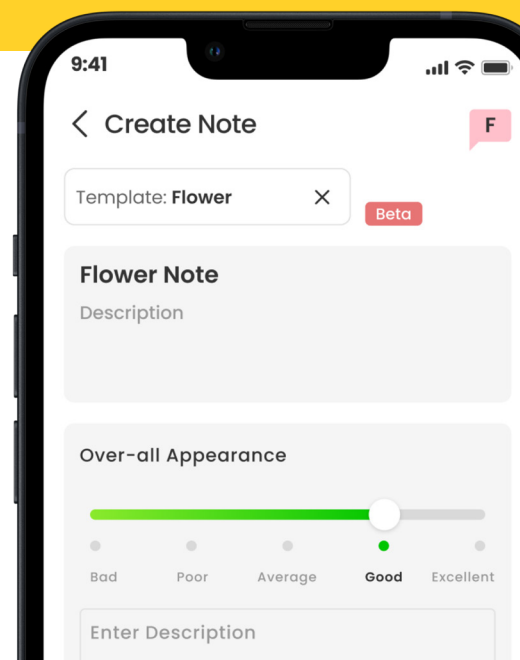 9:41
Create Note
F
Template: Flower
Beta
Flower Note
Description
Over-all Appearance
Bad Poor Average Good Excellent
Enter Description